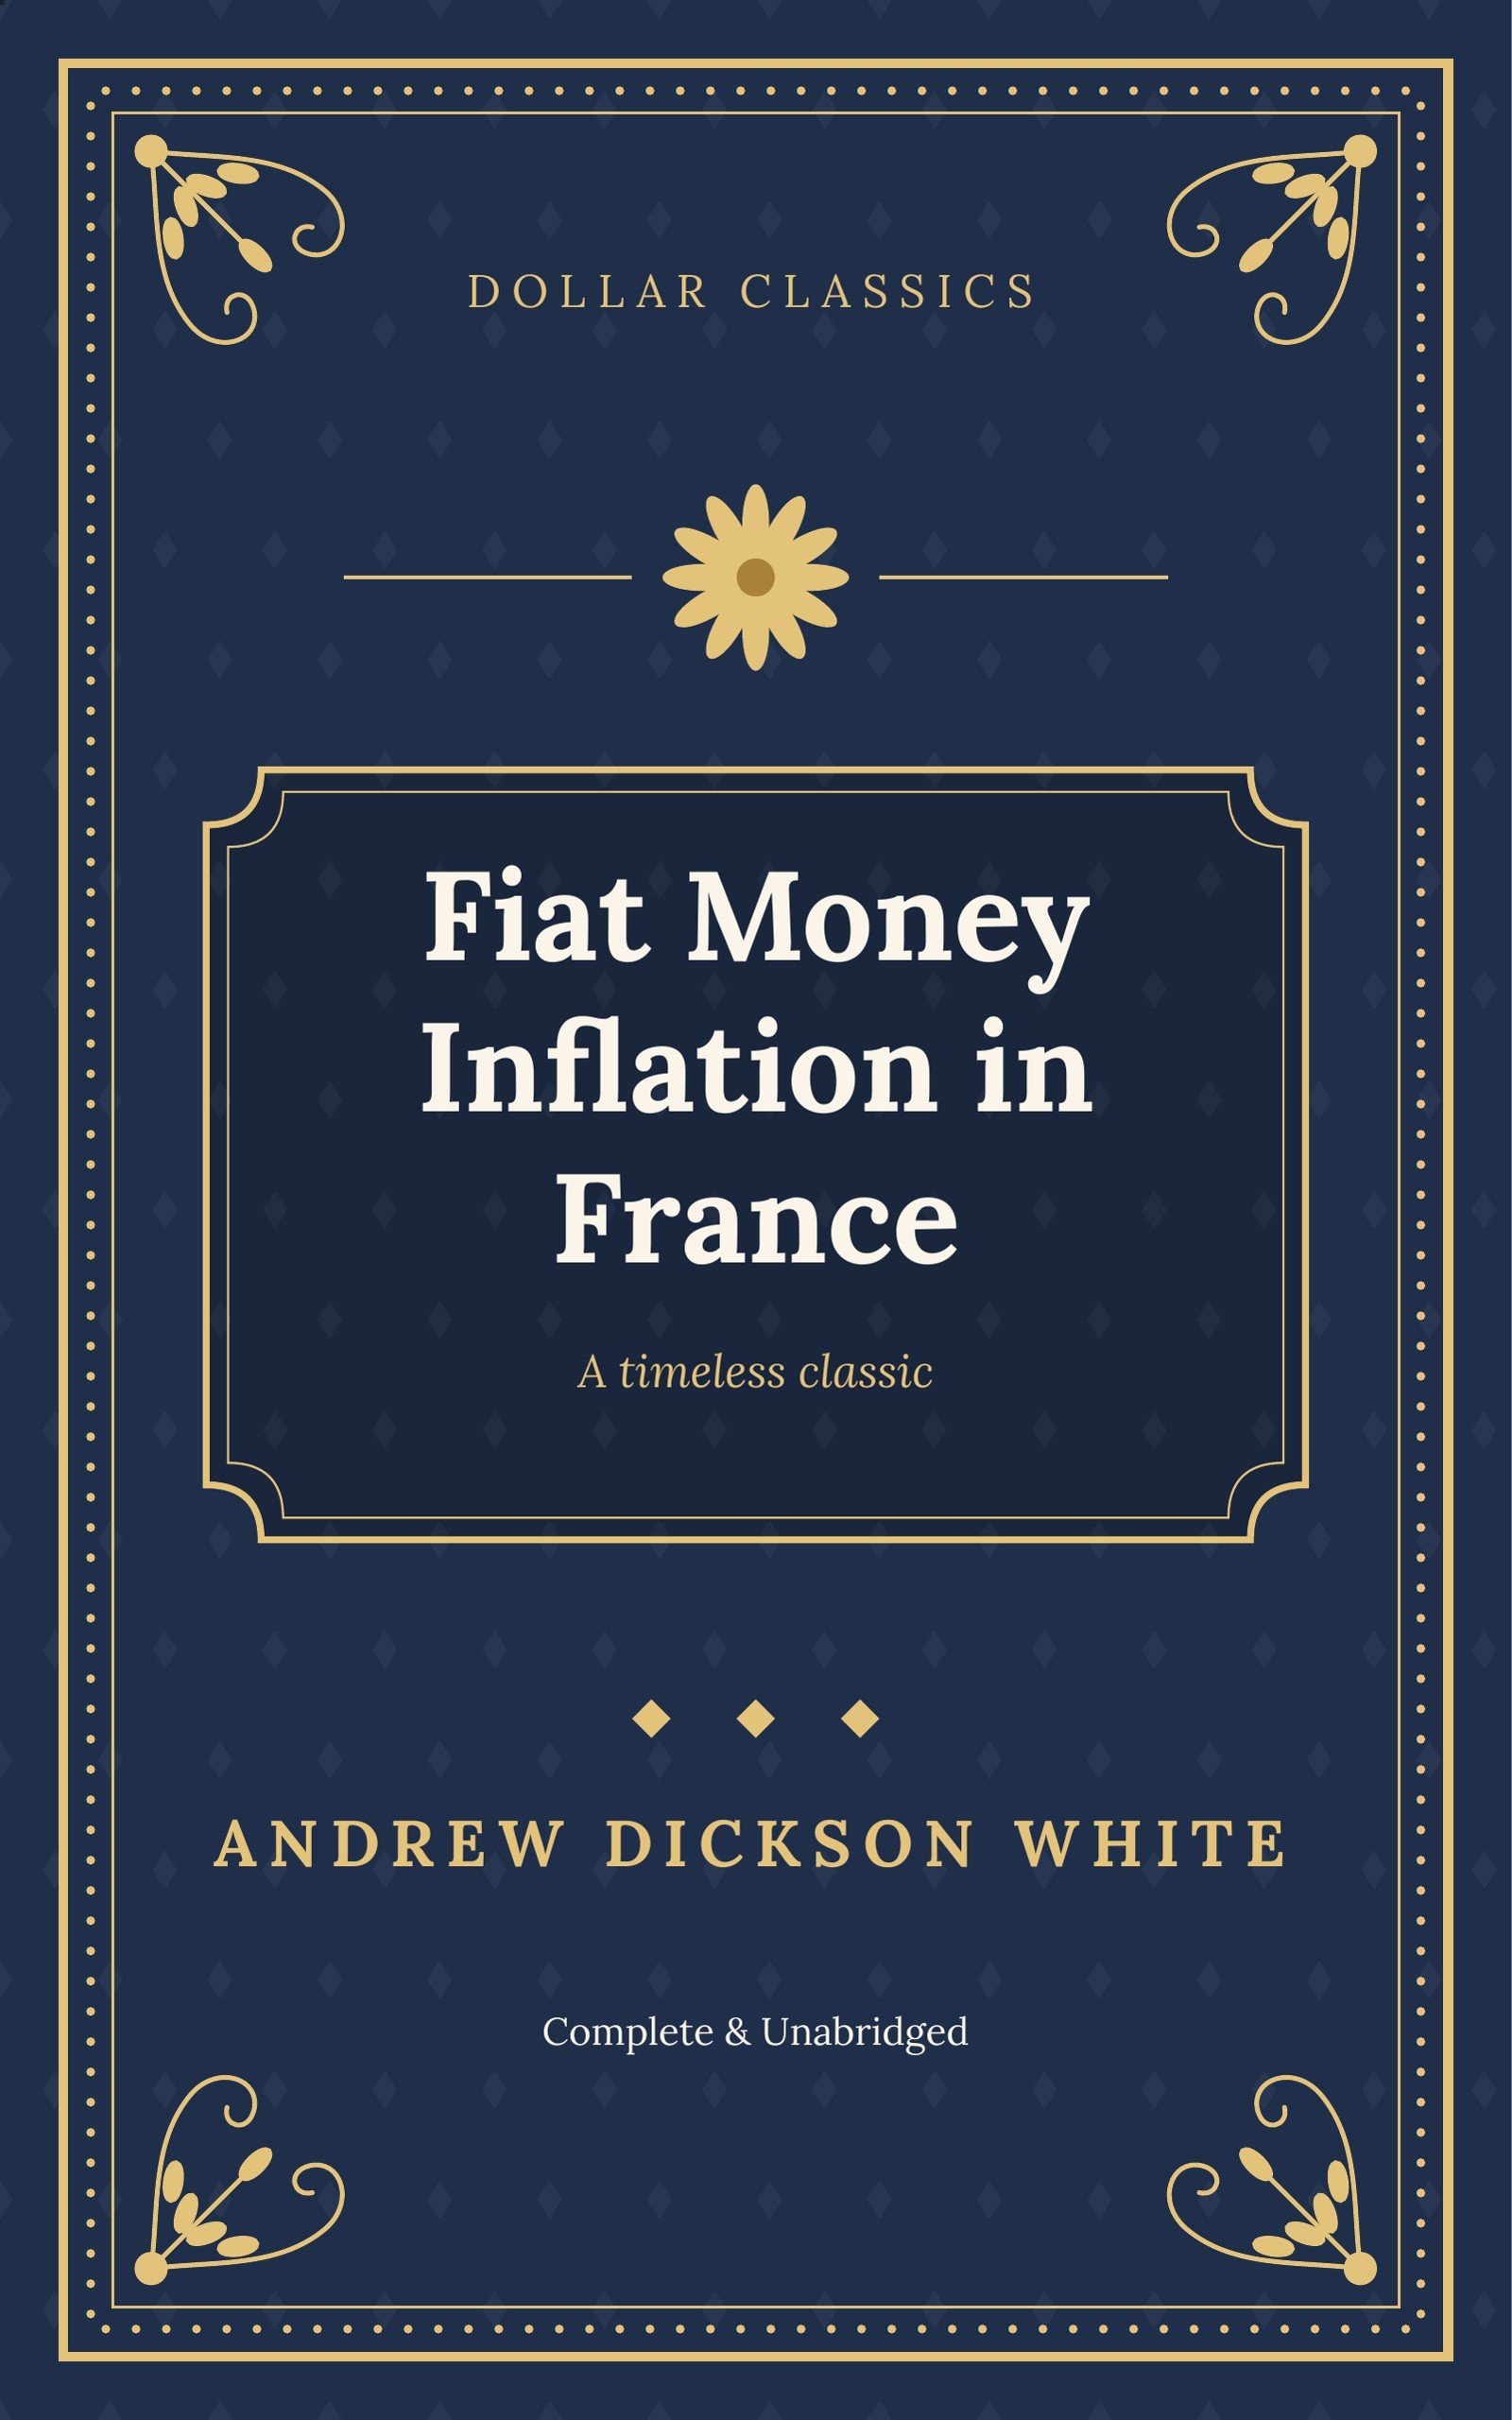 DOLLAR CLASSICS
Fiat Money
Inflation in
France
A timeless classic
ANDREW DICKSON WHITE
Complete & Unabridged